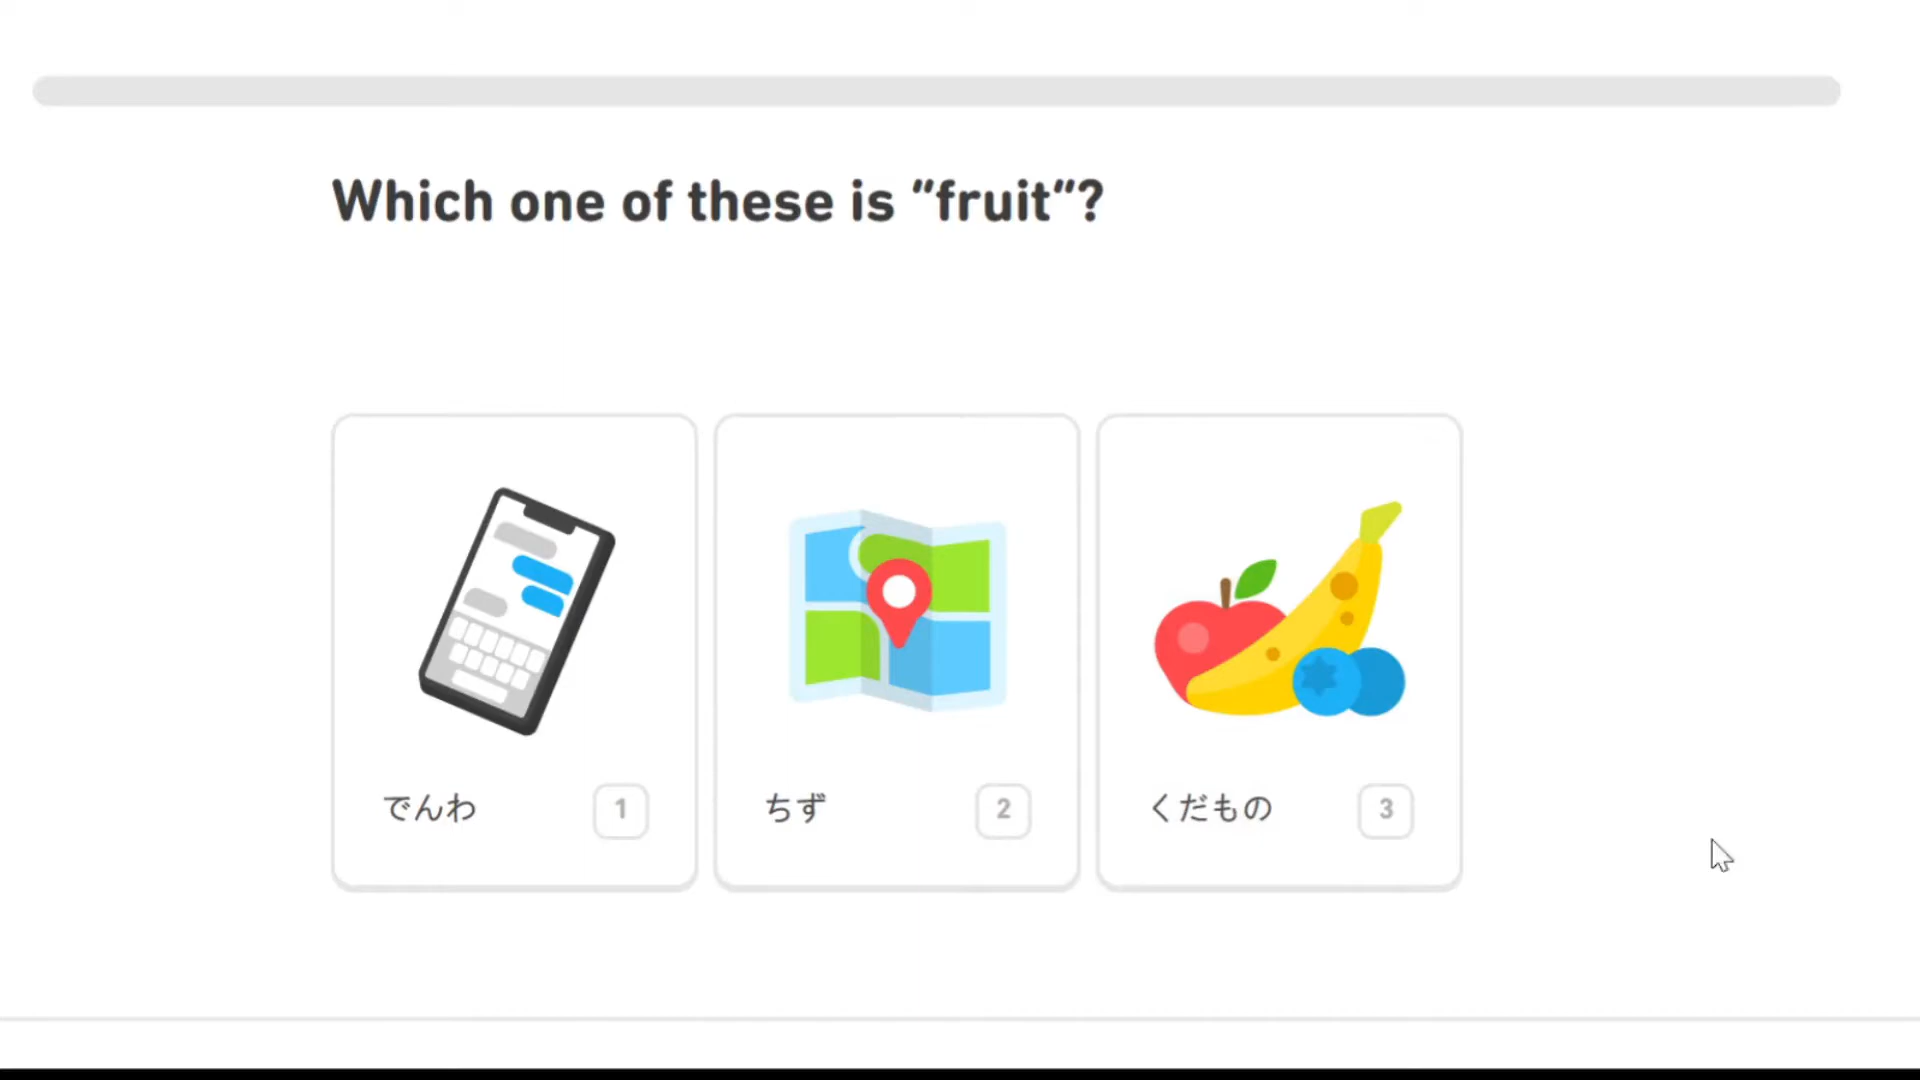 Which one of these is "fruit"?
でんわ 1
ちず 2
くだもの 3